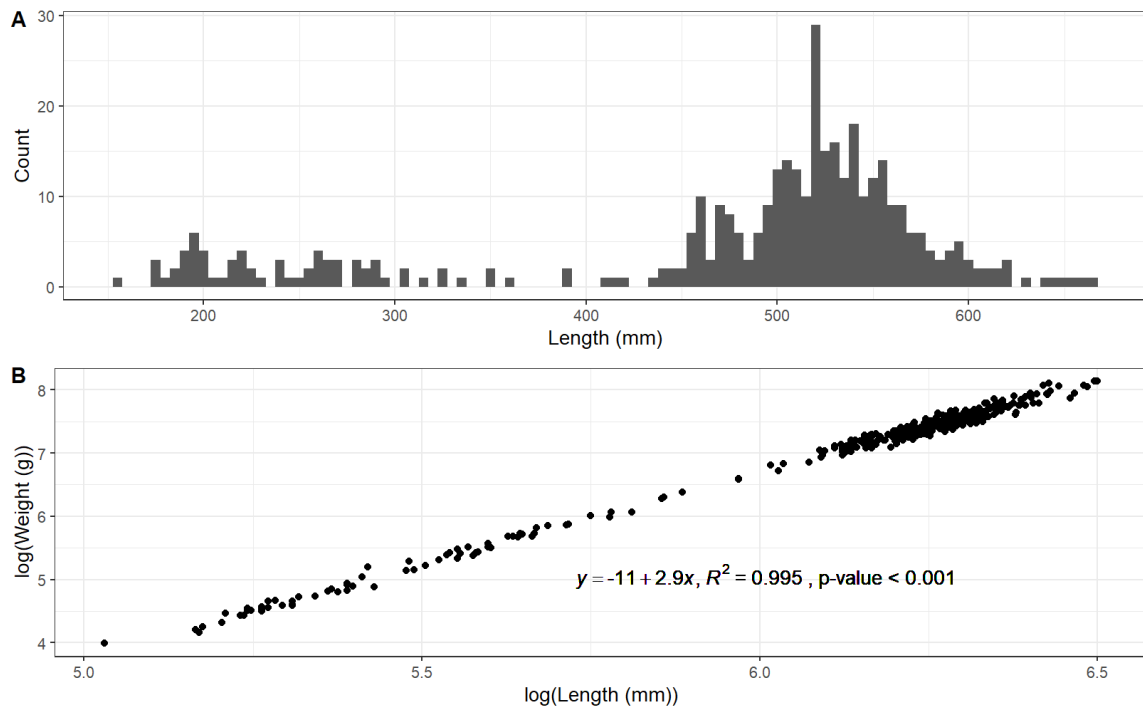 A
30
20
10
0
Count
200 300 400 500 600
Length (mm)
B
8
7
6
5
4
log(Weight (g))
y = -11 + 2.9x, R² = 0.995 , p-value < 0.001
5.0 5.5 6.0 6.5
log(Length (mm))